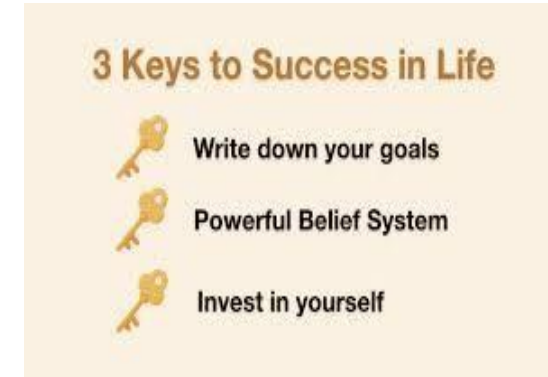 3 Keys to Success in Life
Write down your goals
Powerful Belief System
Invest in yourself